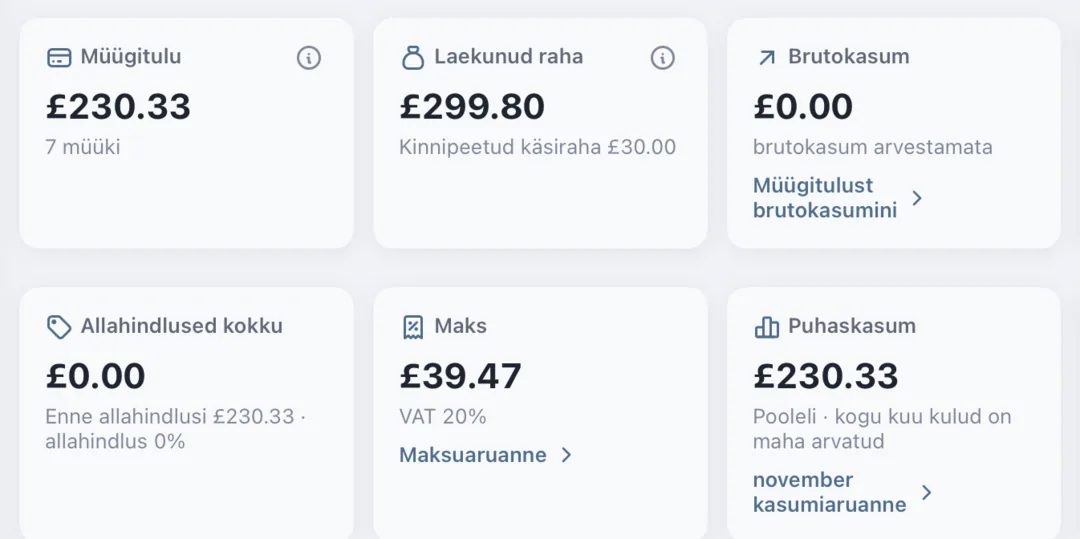 Müügitulu
£230.33
7 müüki
Laekunud raha
£299.80
Kinnipeetud käsiraha £30.00
Brutokasum
£0.00
brutokasum arvestamata
Müügitulust
brutokasumini
Allahindlused kokku
£0.00
Enne allahindlusi £230.33 ·
allahindlus 0%
Maks
£39.47
VAT 20%
Maksuaruanne
Puhaskasum
£230.33
Pooleli · kogu kuu kulud on
maha arvatud
november
kasumiaruanne